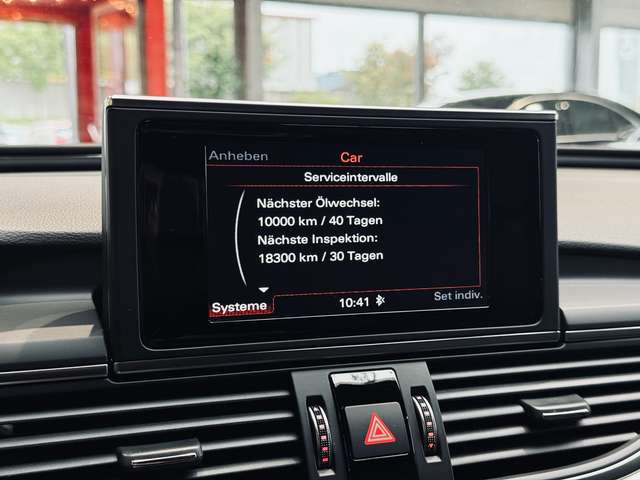 Anheben
Car
Serviceintervalle
Nächster Ölwechsel:
10000 km / 40 Tagen
Nächste Inspektion:
18300 km / 30 Tagen
Systeme
10:41
Set indiv.